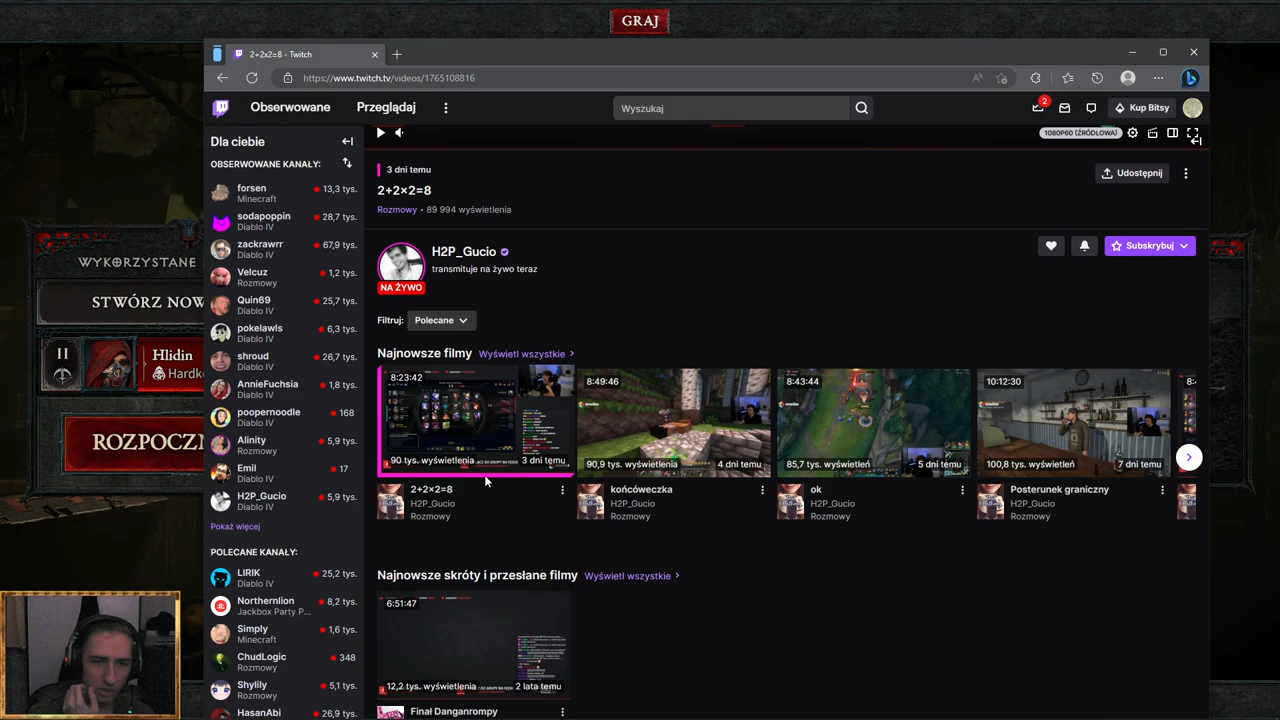 GRAJ
2+2x2=8 - Twitch
https://www.twitch.tv/videos/1765108816
Obserwowane
Przeglądaj
Wyszukaj
2
Kup Bitsy
Dla ciebie
1080P60 (ŹRÓDŁOWA)
OBSERWOWANE KANAŁY:
3 dni temu
2+2×2=8
Udostępnij
Rozmowy • 89 994 wyświetlenia
forsen
13,3 tys.
Minecraft
sodapoppin
28,7 tys.
Diablo IV
zackrawrr
67,9 tys.
Diablo IV
Velcuz
1,2 tys.
Rozmowy
Quin69
25,7 tys.
Diablo IV
pokelawls
6,3 tys.
Diablo IV
shroud
26,7 tys.
Diablo IV
AnnieFuchsia
1,8 tys.
Diablo IV
poopernoodle
168
Diablo IV
Alinity
5,9 tys.
Rozmowy
Emil
17
Diablo IV
H2P_Gucio
5,9 tys.
Rozmowy
Pokaż więcej
POLECANE KANAŁY:
LIRIK
25,2 tys.
Diablo IV
Northernlion
8,2 tys.
Jackbox Party P...
Simply
1,6 tys.
Minecraft
ChudLogic
348
Rozmowy
Shylily
5,1 tys.
Rozmowy
HasanAbi
26,9 tys.
H2P_Gucio
transmituje na żywo teraz
NA ŻYWO
Subskrybuj
Filtruj:
Polecane
Najnowsze filmy
Wyświetl wszystkie
8:23:42
90 tys. wyświetlenia
3 dni temu
2+2×2=8
H2P_Gucio
Rozmowy
8:49:46
90,9 tys. wyświetlenia
4 dni temu
końcóweczka
H2P_Gucio
Rozmowy
8:43:44
85,7 tys. wyświetleń
5 dni temu
ok
H2P_Gucio
Rozmowy
10:12:30
100,8 tys. wyświetleń
7 dni temu
Posterunek graniczny
H2P_Gucio
Rozmowy
8:
Najnowsze skróty i przesłane filmy
Wyświetl wszystkie
6:51:47
12,2 tys. wyświetlenia
2 lata temu
Finał Danganrompy
WYKORZYSTANE
STWÓRZ NOW
II
Hlidin
Hardko
ROZPOCZN